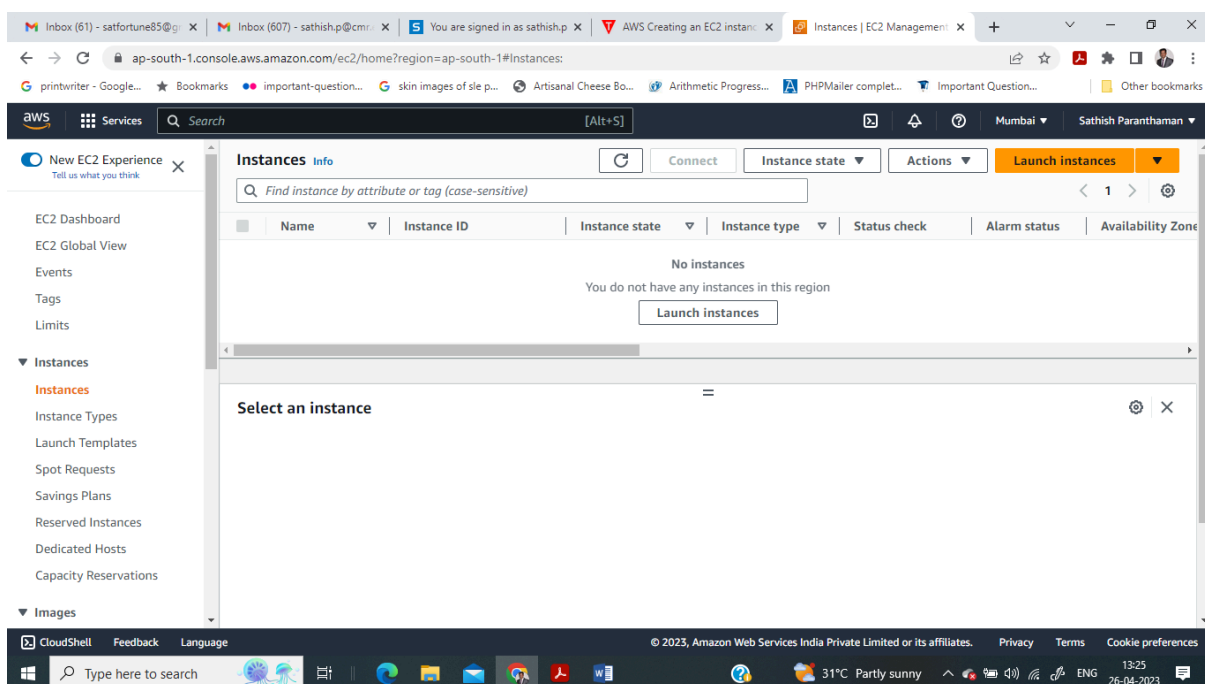 Inbox (61) - satfortune85@g
Inbox (607) - sathish.p@cmr.
S You are signed in as sathish.p
AWS Creating an EC2 instanc
Instances | EC2 Management
ap-south-1.console.aws.amazon.com/ec2/home?region=ap-south-1#Instances:
printwriter - Google... Bookmarks important-question... skin images of sle p... Artisanal Cheese Bo... Arithmetic Progress... PHPMailer complet... Important Question... Other bookmarks
aws Services Search [Alt+S] Mumbai Sathish Paranthaman
New EC2 Experience
Tell us what you think
EC2 Dashboard
EC2 Global View
Events
Tags
Limits
Instances
Instances
Instance Types
Launch Templates
Spot Requests
Savings Plans
Reserved Instances
Dedicated Hosts
Capacity Reservations
Images
Instances Info Connect Instance state Actions Launch instances
Find instance by attribute or tag (case-sensitive) 1
Name Instance ID Instance state Instance type Status check Alarm status Availability Zone
No instances
You do not have any instances in this region
Launch instances
Select an instance
CloudShell Feedback Language © 2023, Amazon Web Services India Private Limited or its affiliates. Privacy Terms Cookie preferences
Type here to search 31°C Partly sunny ENG 13:25
26-04-2023